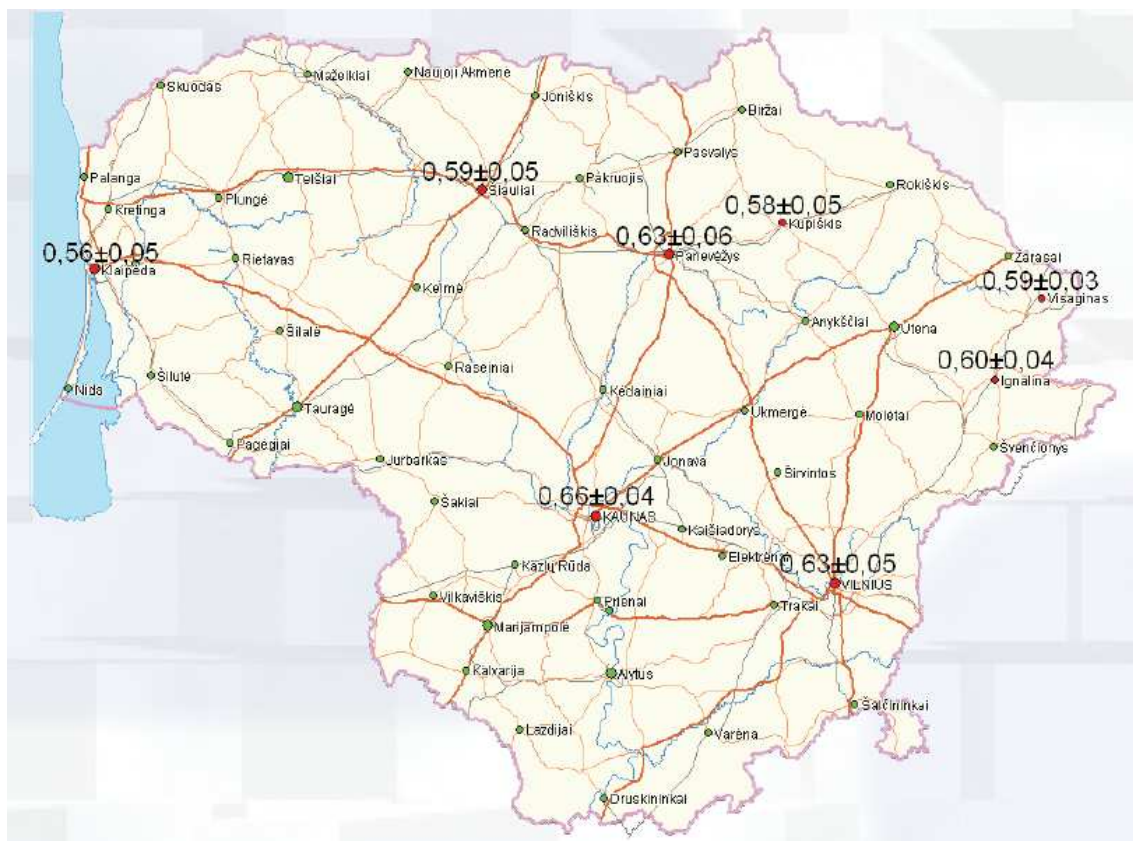 Mažeikiai
Naujoji Akmenė
Skuodas
Joniškis
Biržai
Pasvalys
0,59±0,05
Šiauliai
Palanga
Telšiai
Pakruojis
Rokiškis
Plungė
Kretinga
0,58±0,05
Kupiškis
Radviliškis
0,63±0,06
Panevėžys
0,56±0,05
Klaipėda
Rietavas
Zarasai
0,59±0,03
Visaginas
Kelmė
Anykščiai
Utena
Šilalė
0,60±0,04
Ignalina
Raseiniai
Šilutė
Nida
Kėdainiai
Tauragė
Ukmergė
Molėtai
Pagėgiai
Švenčionys
Jurbarkas
Jonava
Širvintos
0,66±0,04
KAUNAS
Šakiai
Kaišiadorys
Elektrėnai
0,63±0,05
VILNIUS
Kazlų Rūda
Vilkaviškis
Prienai
Trakai
Marijampolė
Kalvarija
Alytus
Šalčininkai
Lazdijai
Varėna
Druskininkai